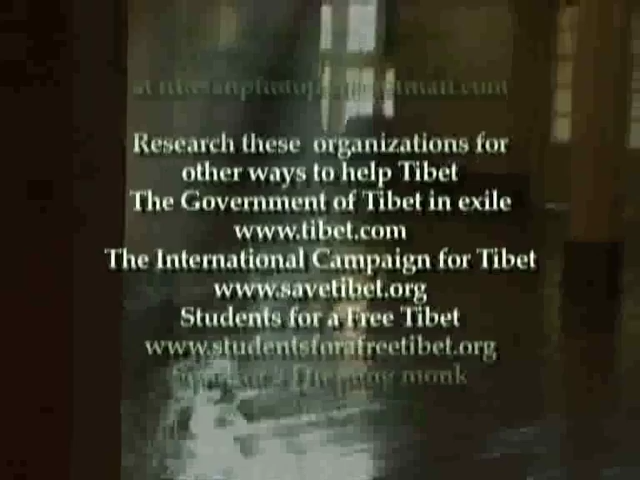 Research these organizations for
other ways to help Tibet
The Government of Tibet in exile
www.tibet.com
The International Campaign for Tibet
www.savetibet.org
Students for a Free Tibet
www.studentsforafreetibet.org
monk